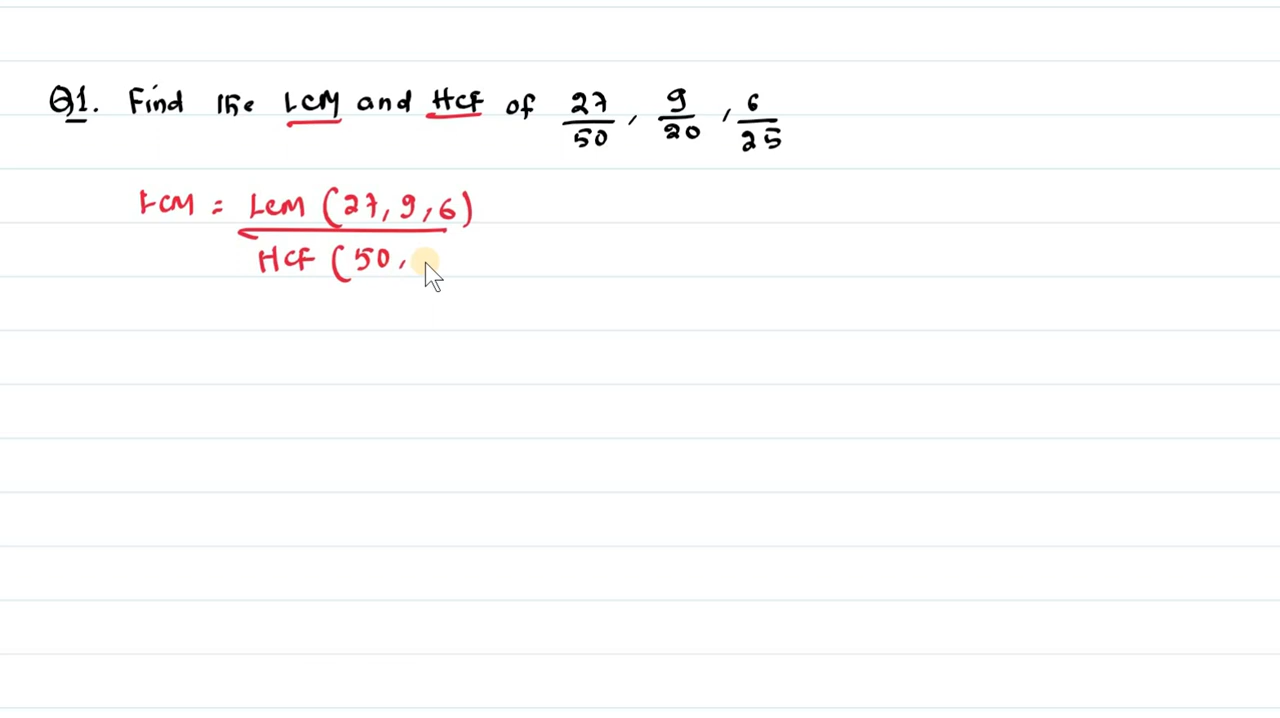 Q1. Find the LCM and HCF of 27/50, 9/20, 6/25
LCM = LCM (27, 9, 6)
HCF (50,